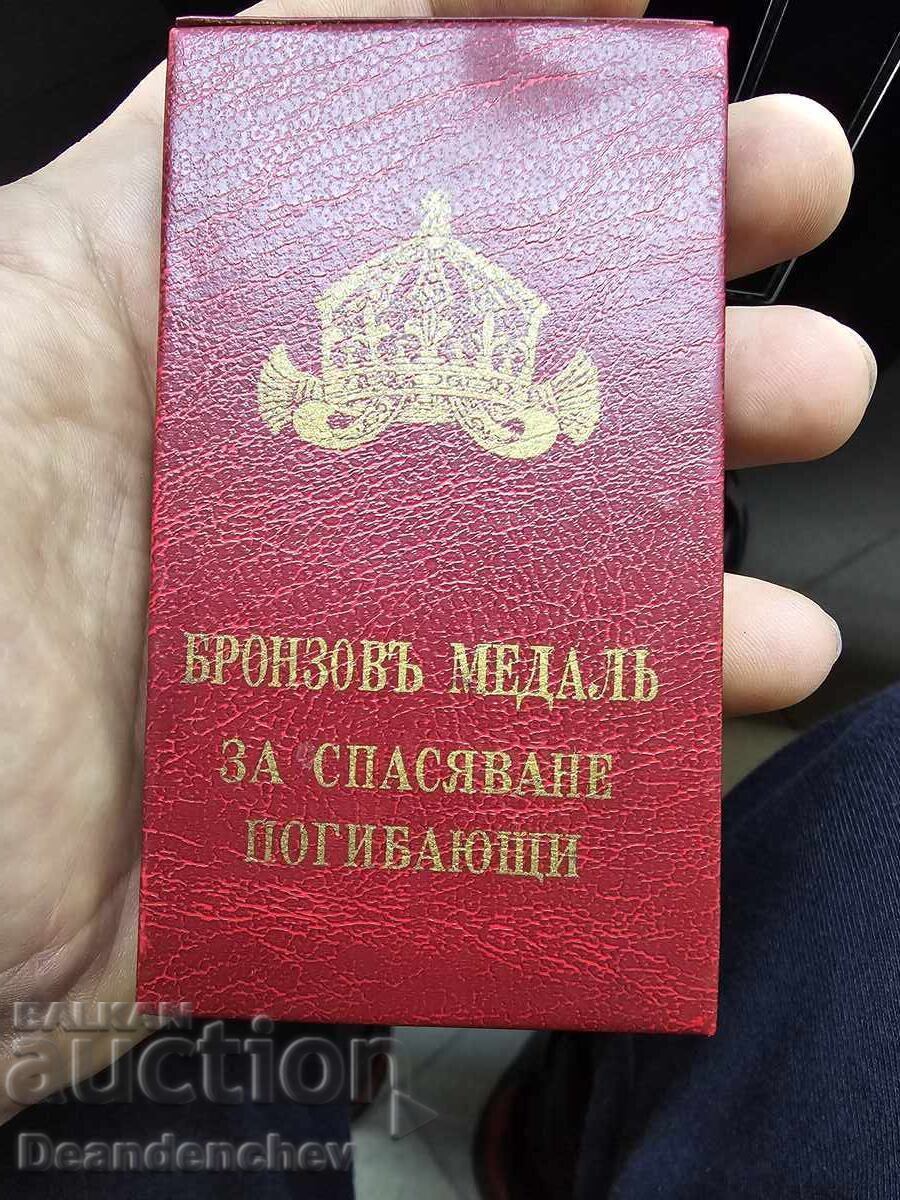 БРОНЗОВЪ МЕДАЛЬ
ЗА СПАСЯВАНЕ
ПОГИБАЮЩИ
BALKAN
auction
Deandenchev